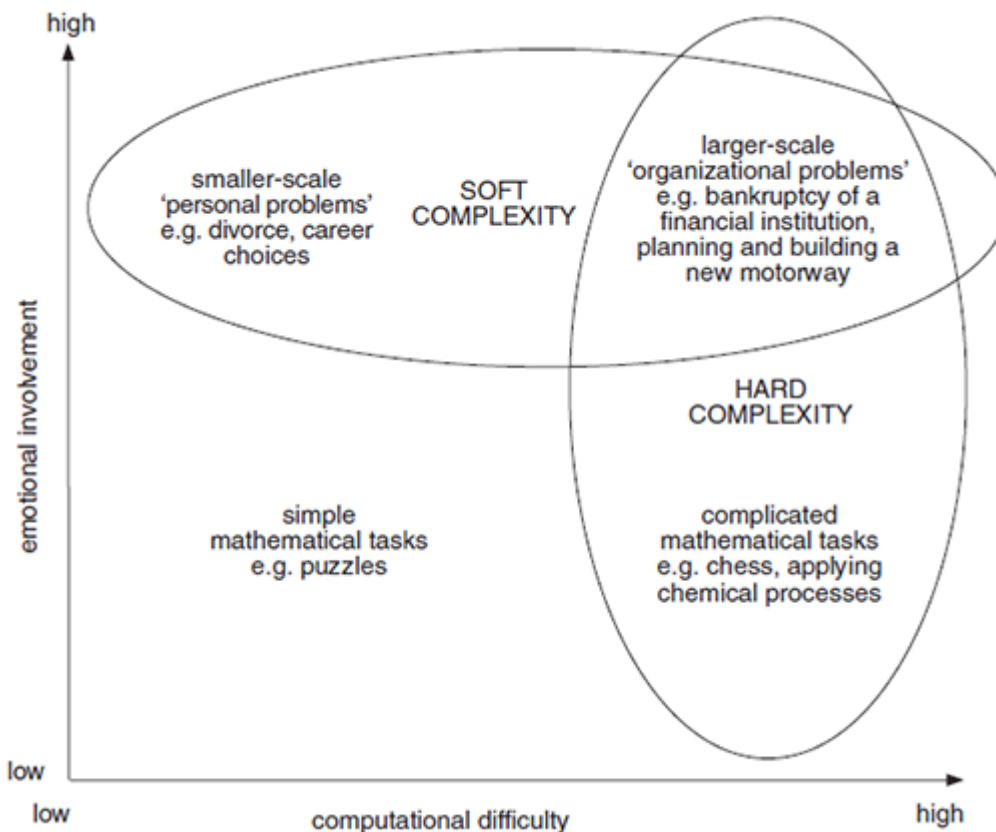 high
smaller-scale
'personal problems'
e.g. divorce, career
choices
SOFT
COMPLEXITY
larger-scale
'organizational problems'
e.g. bankruptcy of a
financial institution,
planning and building a
new motorway
HARD
COMPLEXITY
emotional involvement
simple
mathematical tasks
e.g. puzzles
complicated
mathematical tasks
e.g. chess, applying
chemical processes
low
low
computational difficulty
high